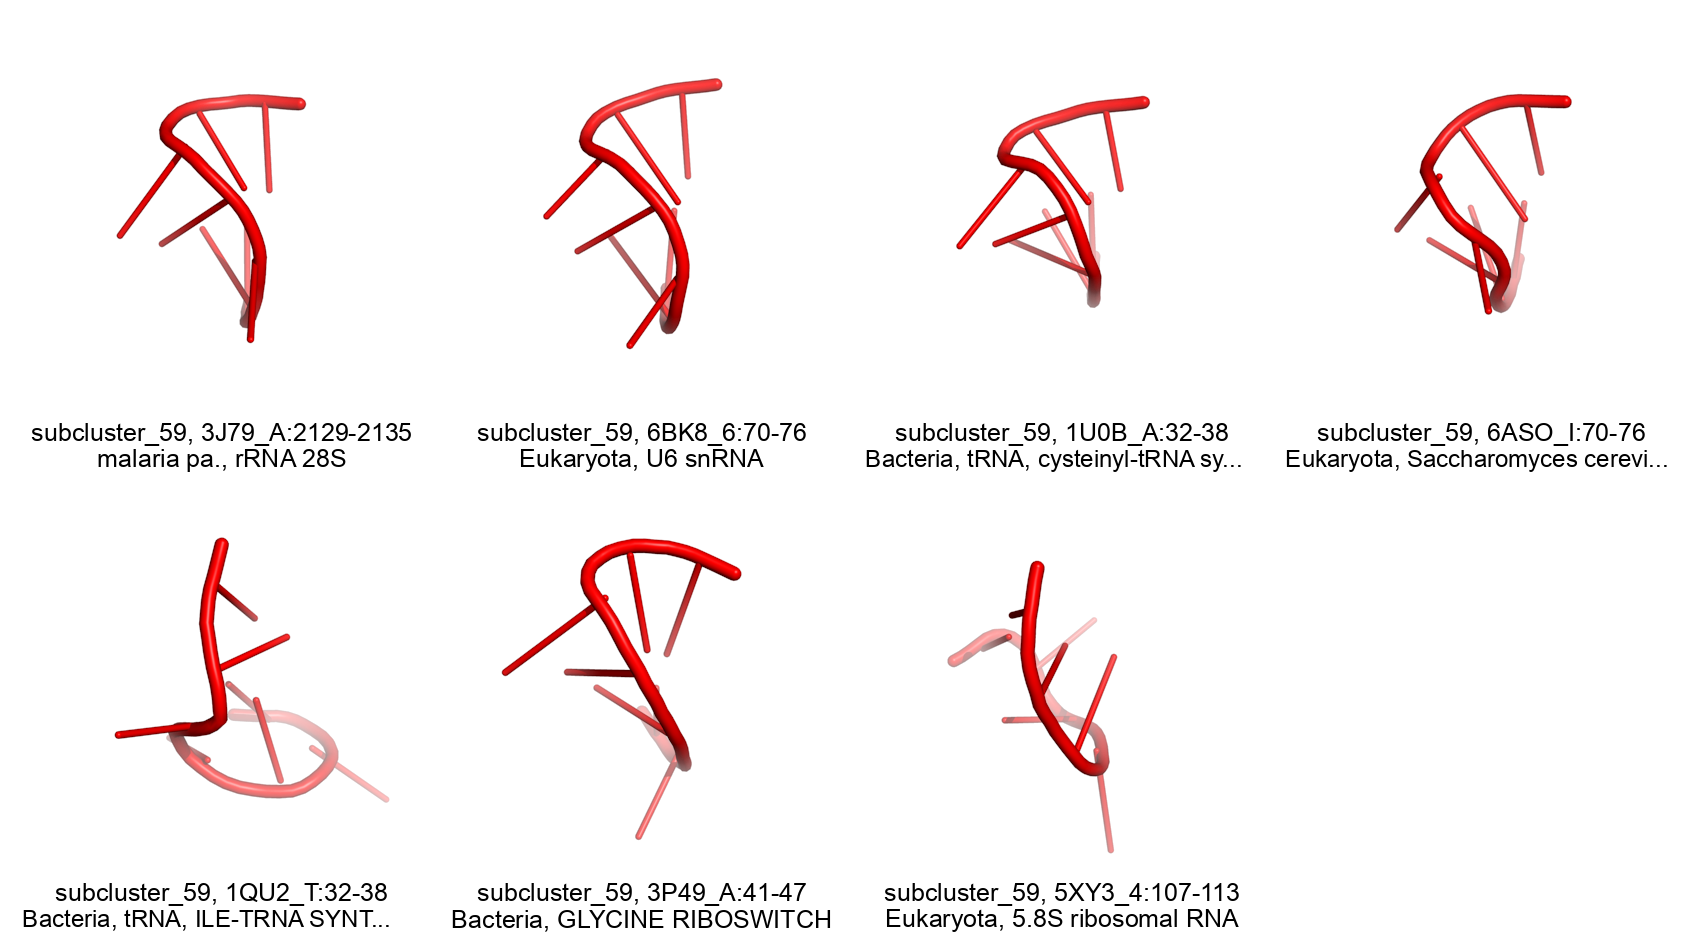 subcluster_59, 3J79_A:2129-2135
malaria pa., rRNA 28S
subcluster_59, 6BK8_6:70-76
Eukaryota, U6 snRNA
subcluster_59, 1U0B_A:32-38
Bacteria, tRNA, cysteinyl-tRNA sy...
subcluster_59, 6ASO_I:70-76
Eukaryota, Saccharomyces cerevi...
subcluster_59, 1QU2_T:32-38
Bacteria, tRNA, ILE-TRNA SYNT...
subcluster_59, 3P49_A:41-47
Bacteria, GLYCINE RIBOSWITCH
subcluster_59, 5XY3_4:107-113
Eukaryota, 5.8S ribosomal RNA